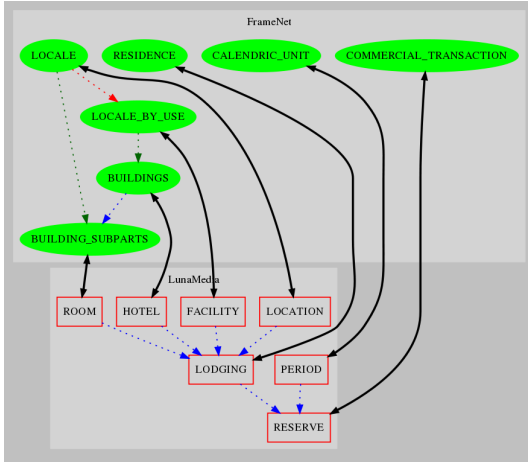 FrameNet
LOCALE
RESIDENCE
CALENDRIC_UNIT
COMMERCIAL_TRANSACTION
LOCALE_BY_USE
BUILDINGS
BUILDING_SUBPARTS
LunaMedia
ROOM
HOTEL
FACILITY
LOCATION
LODGING
PERIOD
RESERVE